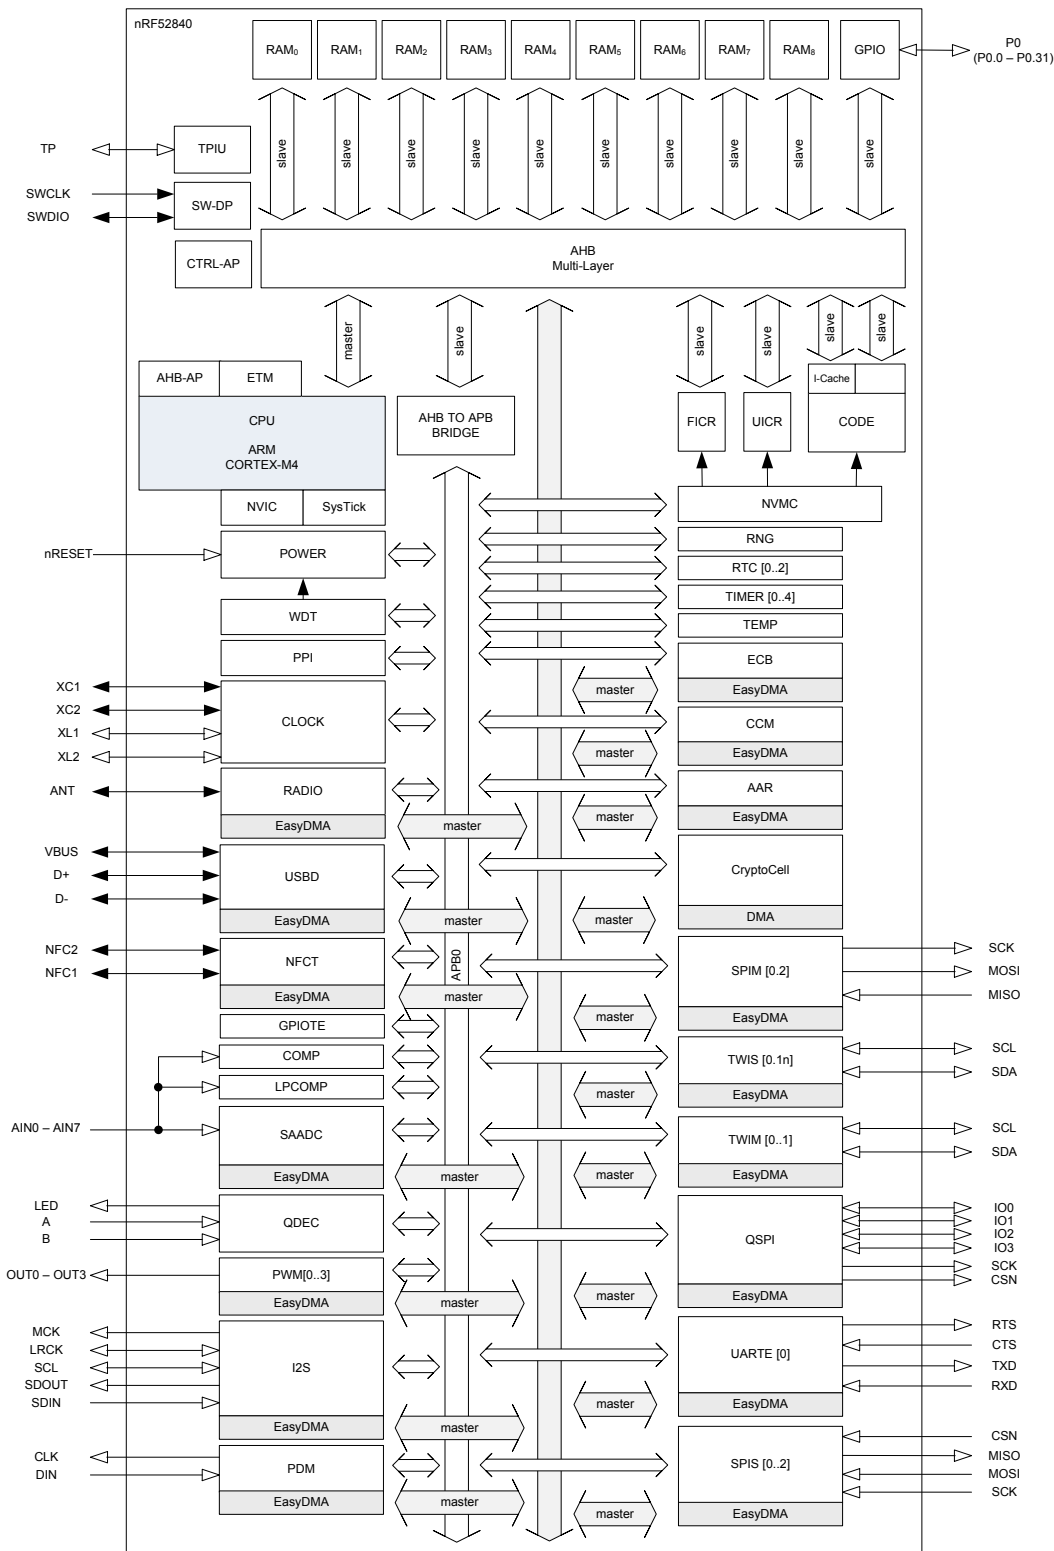 nRF52840
RAM0
RAM1
RAM2
RAM3
RAM4
RAM5
RAM6
RAM7
RAM8
GPIO
P0
(P0.0 – P0.31)
slave
slave
slave
slave
slave
slave
slave
slave
slave
slave
TP
TPIU
SWCLK
SWDIO
SW-DP
CTRL-AP
AHB
Multi-Layer
master
slave
slave
slave
slave
slave
AHB-AP
ETM
I-Cache
CPU
ARM
CORTEX-M4
AHB TO APB
BRIDGE
FICR
UICR
CODE
NVIC
SysTick
NVMC
nRESET
POWER
RNG
RTC [0..2]
WDT
TIMER [0..4]
TEMP
PPI
ECB
master
EasyDMA
XC1
XC2
XL1
XL2
CLOCK
CCM
master
EasyDMA
ANT
RADIO
EasyDMA
master
AAR
master
EasyDMA
VBUS
D+
D-
USBD
EasyDMA
master
CryptoCell
master
DMA
NFC2
NFC1
NFCT
EasyDMA
master
APB0
SPIM [0.2]
master
EasyDMA
SCK
MOSI
MISO
GPIOTE
COMP
LPCOMP
TWIS [0.1n]
master
EasyDMA
SCL
SDA
AIN0 – AIN7
SAADC
EasyDMA
master
TWIM [0..1]
master
EasyDMA
SCL
SDA
LED
A
B
QDEC
QSPI
master
EasyDMA
IO0
IO1
IO2
IO3
SCK
CSN
OUT0 – OUT3
PWM[0..3]
EasyDMA
master
MCK
LRCK
SCL
SDOUT
SDIN
I2S
EasyDMA
master
UARTE [0]
master
EasyDMA
RTS
CTS
TXD
RXD
CLK
DIN
PDM
EasyDMA
master
SPIS [0..2]
master
EasyDMA
CSN
MISO
MOSI
SCK